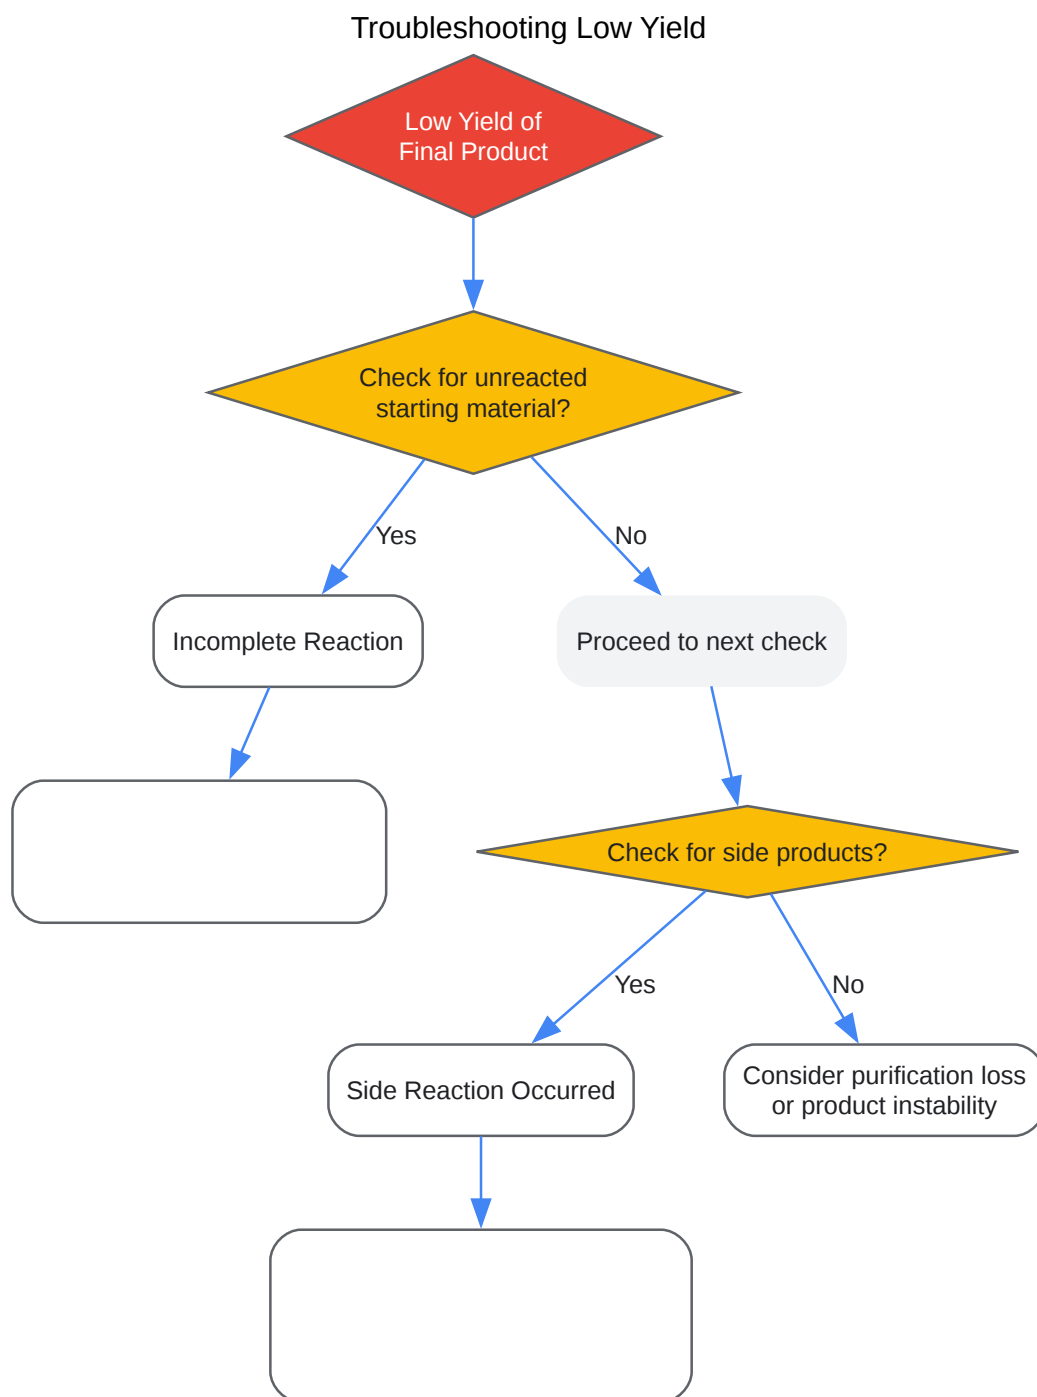 Troubleshooting Low Yield
Low Yield of
Final Product
Check for unreacted
starting material?
Yes
No
Incomplete Reaction
Proceed to next check
Check for side products?
Yes
No
Side Reaction Occurred
Consider purification loss
or product instability